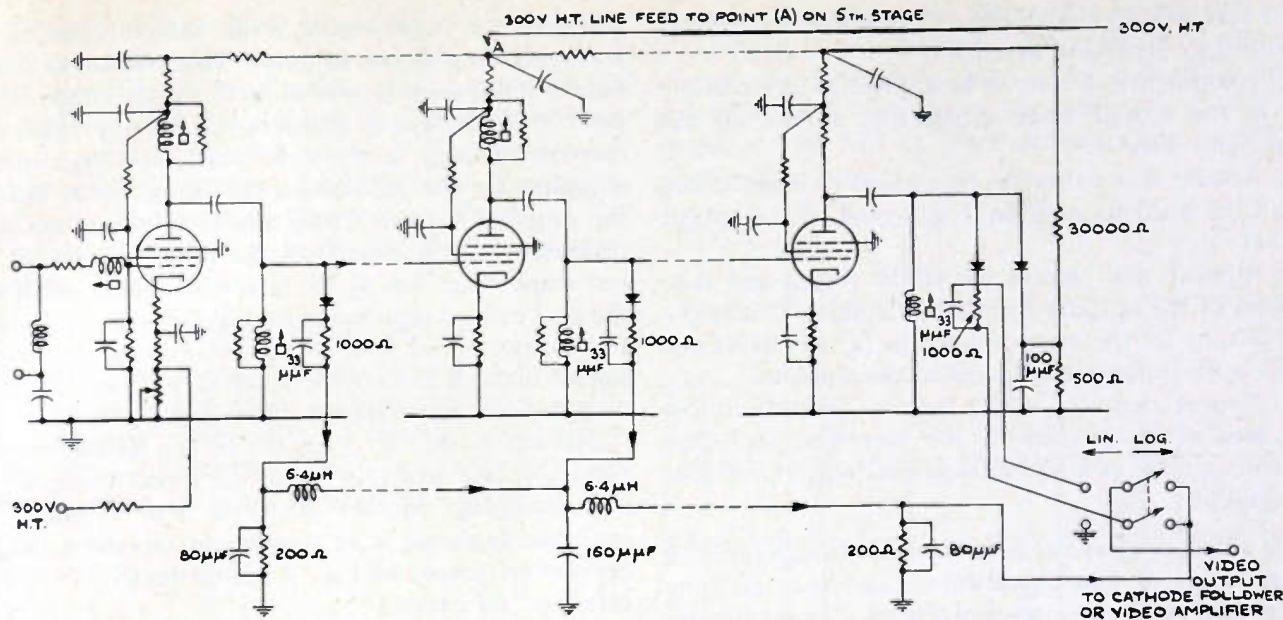 300V H.T. LINE FEED TO POINT (A) ON 5TH. STAGE
300V. H.T
A
30000Ω
1000Ω
33
μμF
1000Ω
33
μμF
33
μμF
1000Ω
100
μμF
500Ω
LIN. LOG.
6·4μH
6·4μH
300V
H.T.
80μμF
200Ω
160μμF
200Ω
80μμF
VIDEO
OUTPUT
TO CATHODE FOLLOWER
OR VIDEO AMPLIFIER